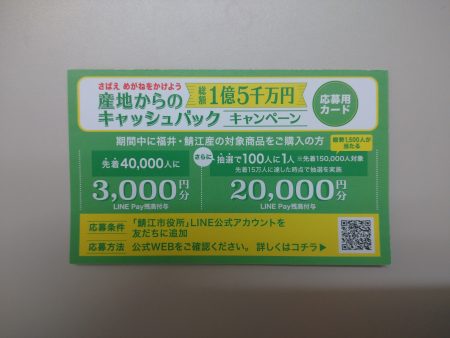 さばえ めがねをかけよう
産地からの
総額 1億5千万円
キャッシュバック キャンペーン
応募用
カード
期間中に福井・鯖江産の対象商品をご購入の方
総勢1,500人が
当たる
先着40,000人に
3,000円分
LINE Pay残高付与
さらに
抽選で100人に1人 ※先着150,000人対象
先着15万人に達した時点で抽選を実施
20,000円分
LINE Pay残高付与
応募条件 「鯖江市役所」LINE公式アカウントを
友だちに追加
応募方法 公式WEBをご確認ください。詳しくはコチラ▶